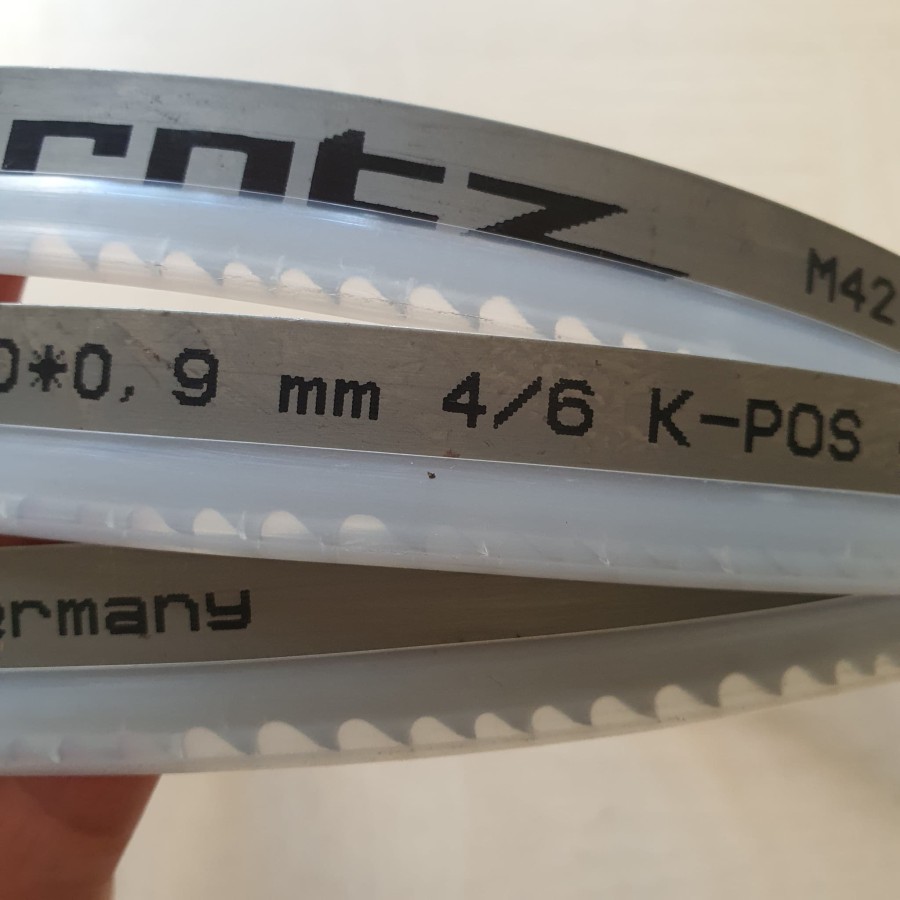 rntz M42
0*0,9 mm 4/6 K-POS
ermany